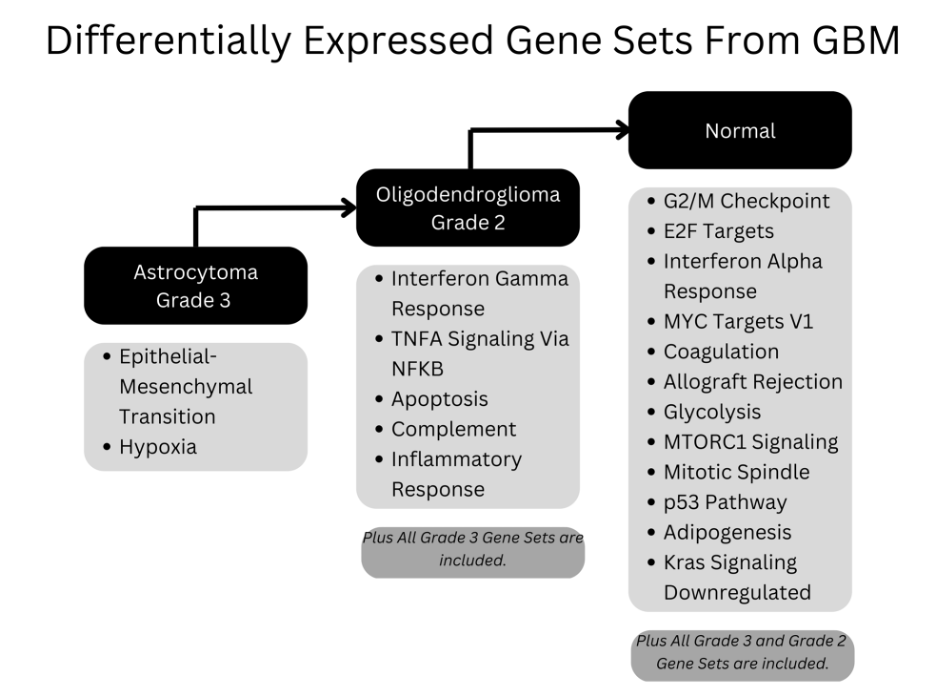 Differentially Expressed Gene Sets From GBM
Astrocytoma
Grade 3
• Epithelial-
Mesenchymal
Transition
• Hypoxia
Oligodendroglioma
Grade 2
• Interferon Gamma
Response
• TNFA Signaling Via
NFKB
• Apoptosis
• Complement
• Inflammatory
Response
Plus All Grade 3 Gene Sets are
included.
Normal
• G2/M Checkpoint
• E2F Targets
• Interferon Alpha
Response
• MYC Targets V1
• Coagulation
• Allograft Rejection
• Glycolysis
• MTORC1 Signaling
• Mitotic Spindle
• p53 Pathway
• Adipogenesis
• Kras Signaling
Downregulated
Plus All Grade 3 and Grade 2
Gene Sets are included.